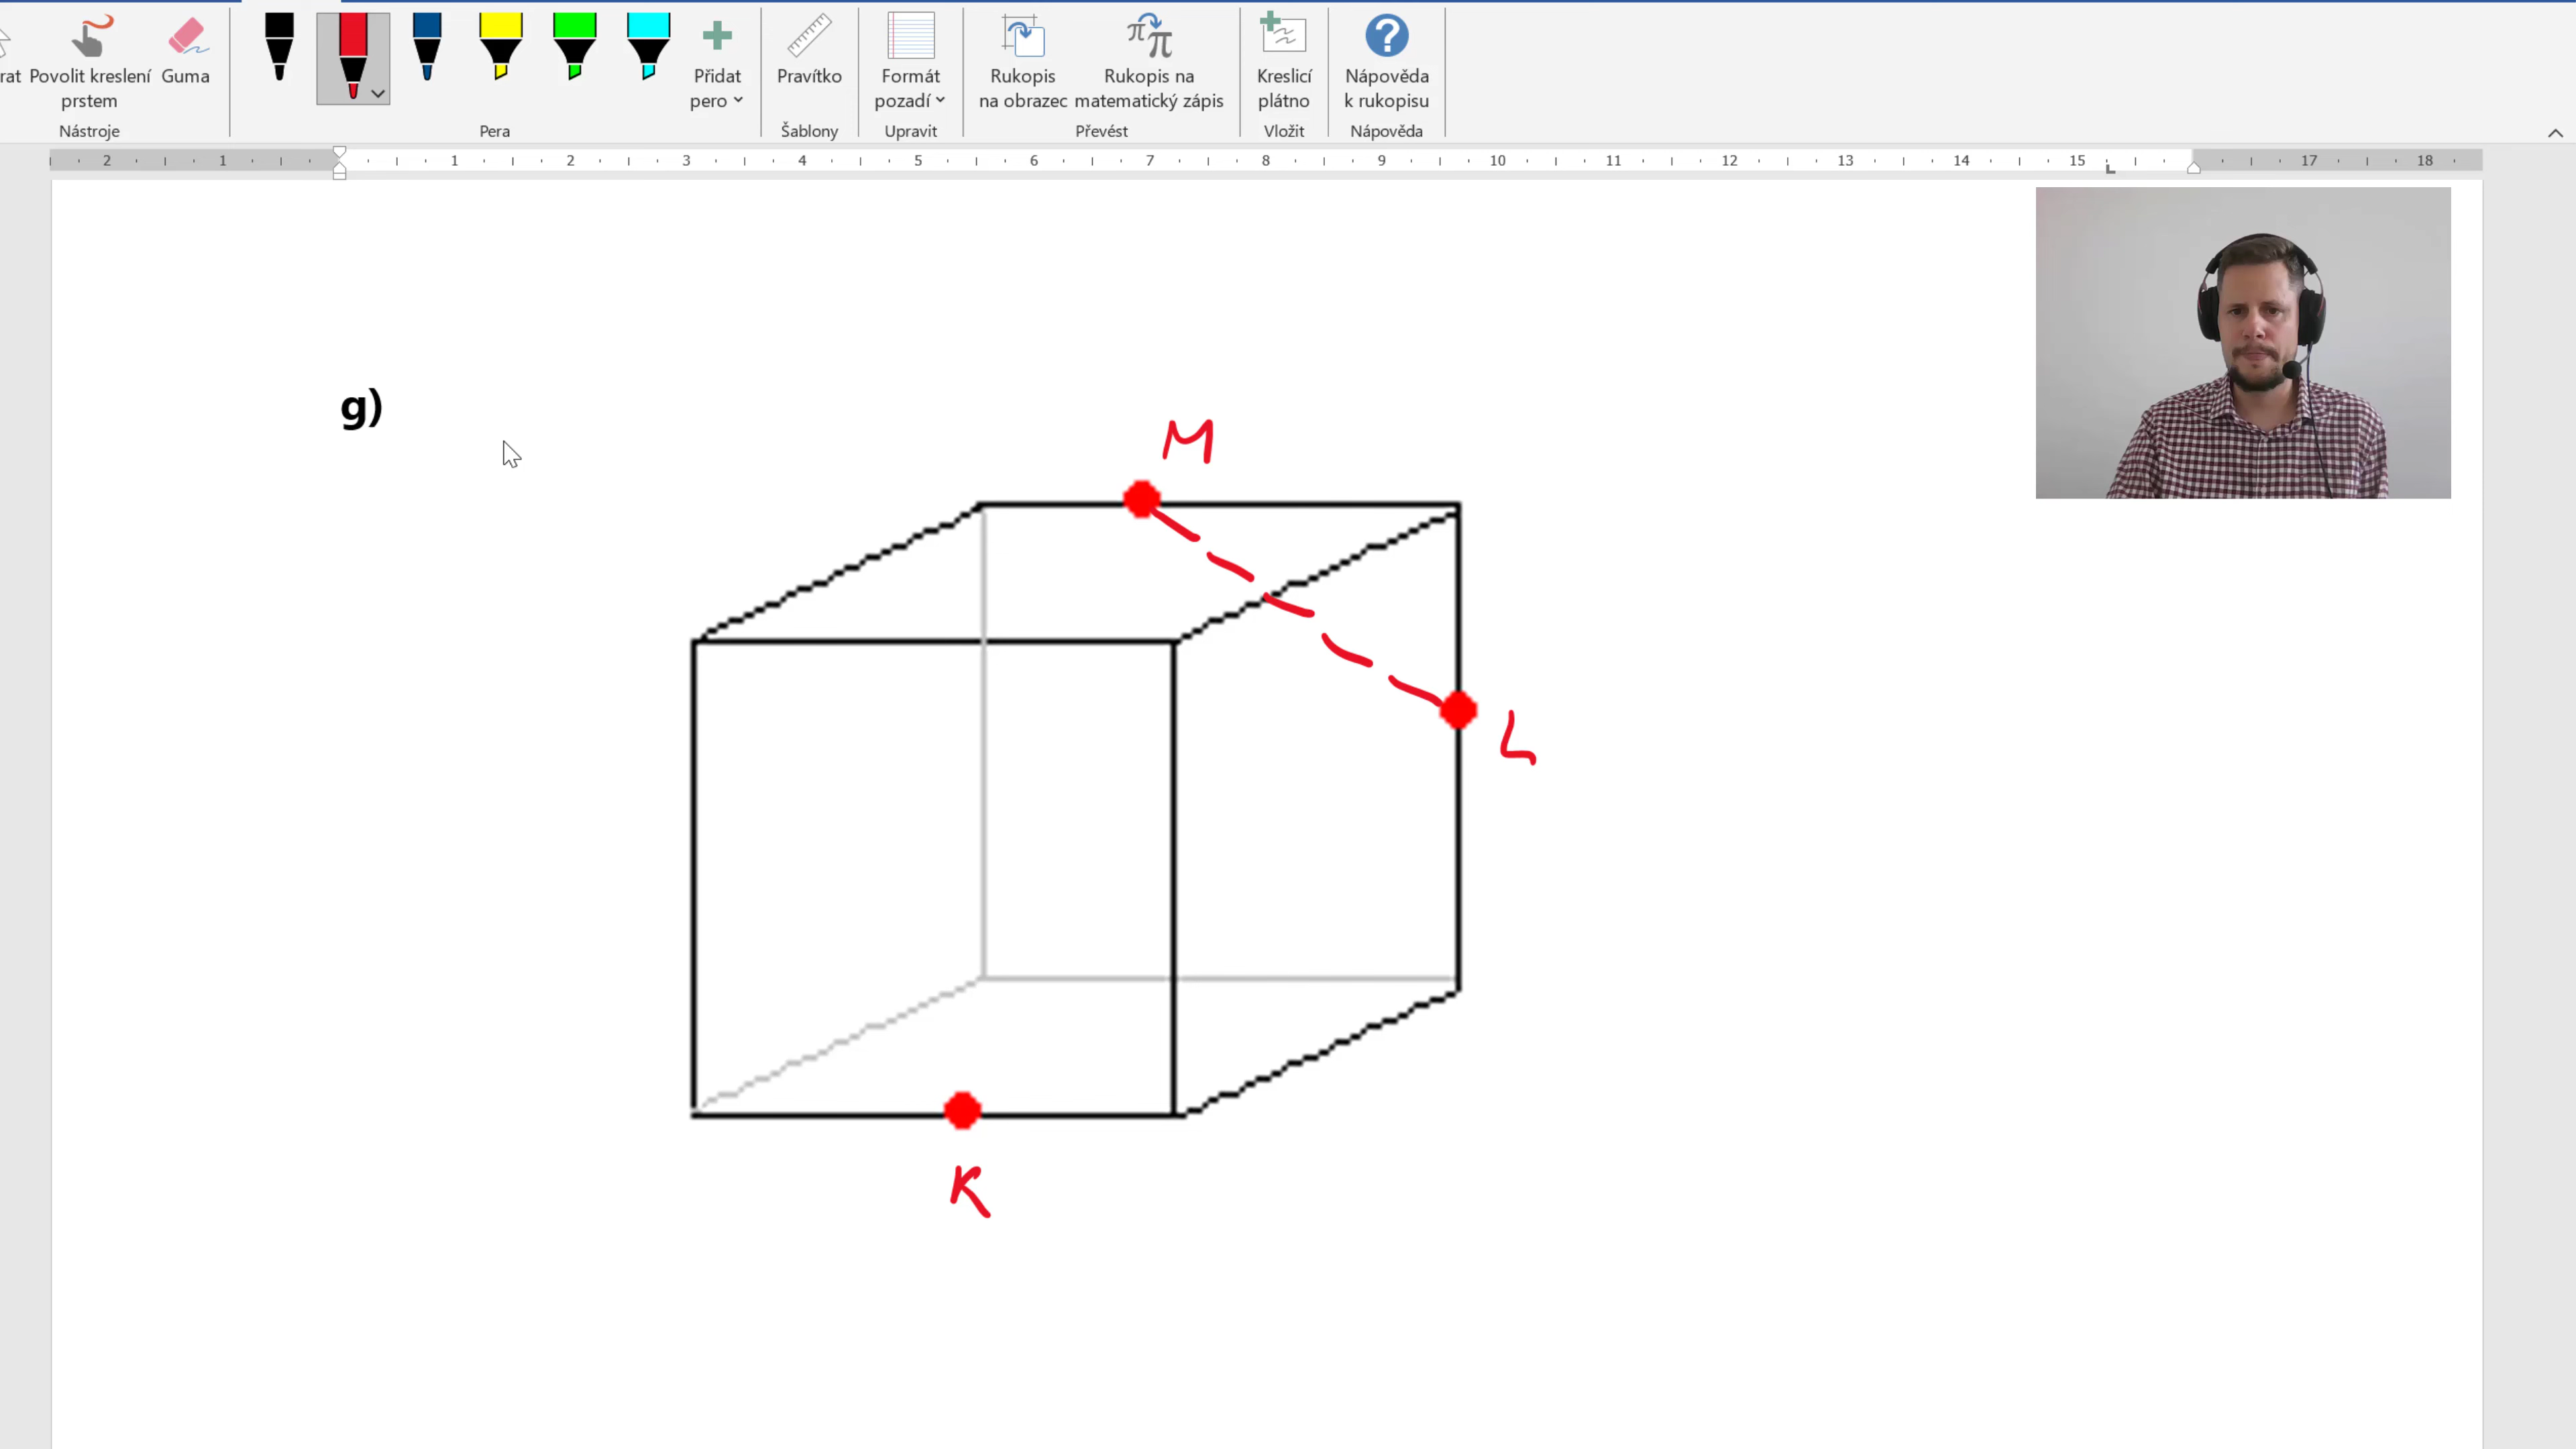 rat Povolit kreslení prstem Guma Přidat pero Pravítko Formát pozadí Rukopis na obrazec Rukopis na matematický zápis Kreslicí plátno Nápověda k rukopisu
Nástroje Pera Šablony Upravit Převést Vložit Nápověda
2 1 1 2 3 4 5 6 7 8 9 10 11 12 13 14 15 17 18
g)
M
L
K